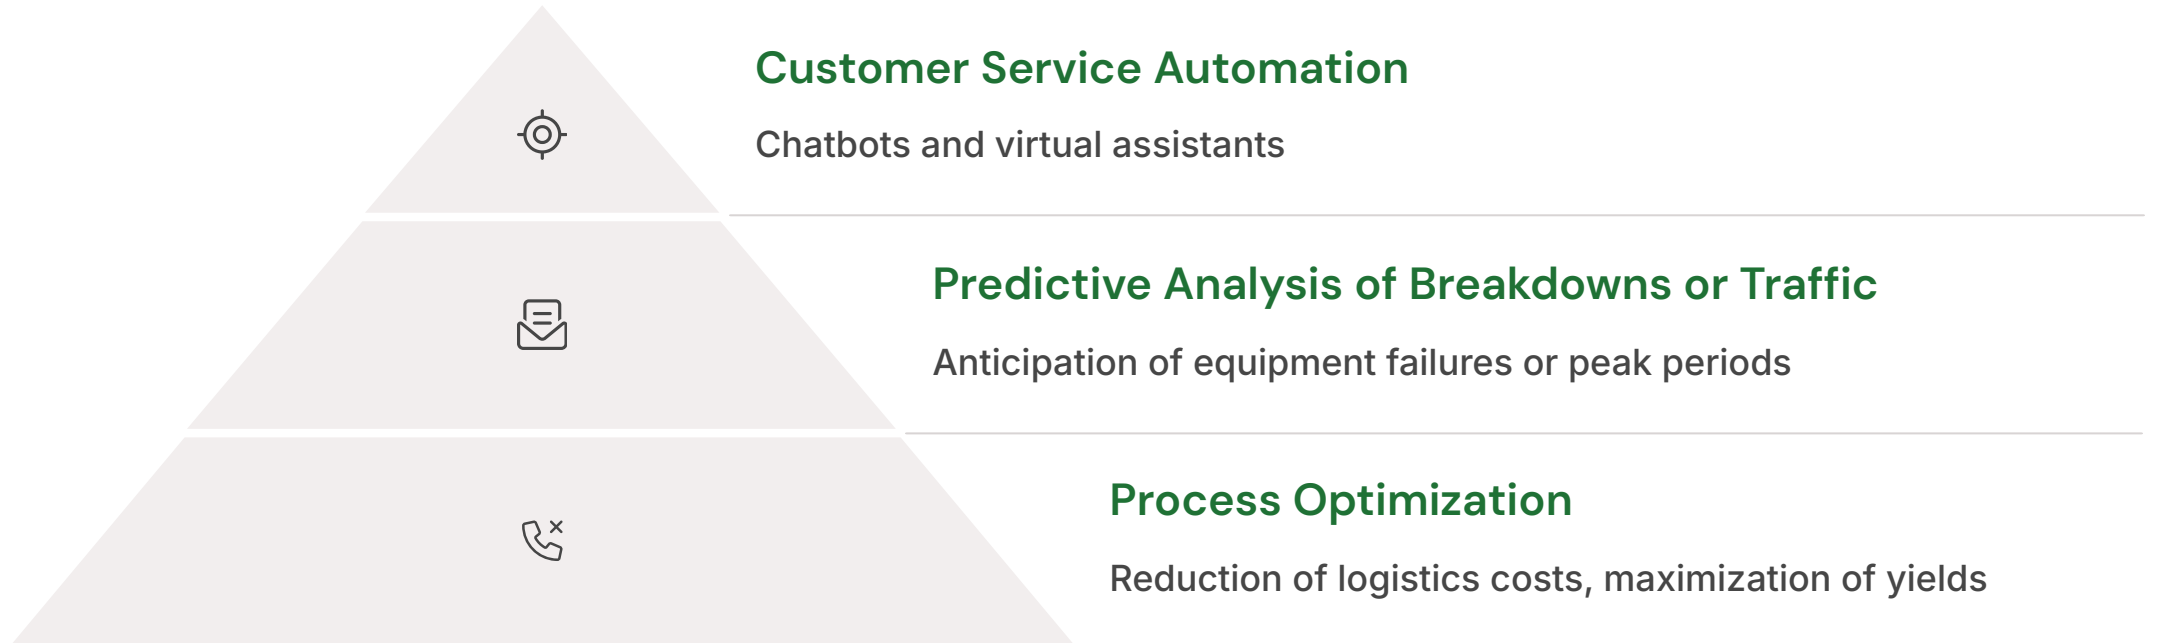 Customer Service Automation
Chatbots and virtual assistants
Predictive Analysis of Breakdowns or Traffic
Anticipation of equipment failures or peak periods
Process Optimization
Reduction of logistics costs, maximization of yields